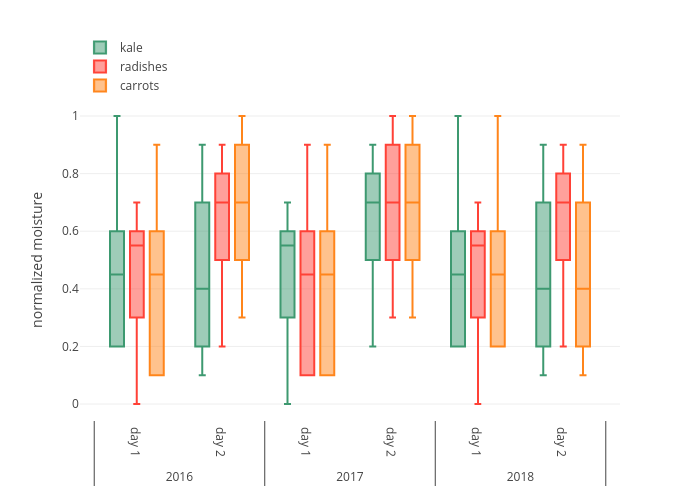 kale
radishes
carrots
1
0.8
0.6
0.4
0.2
0
normalized moisture
day 1
day 2
day 1
day 2
day 1
day 2
2016
2017
2018